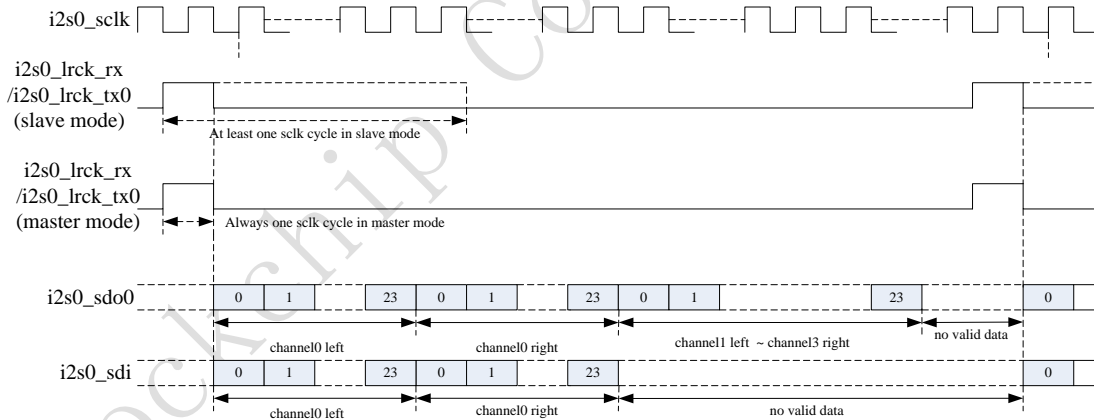 i2s0_sclk
i2s0_lrck_rx
/i2s0_lrck_tx0
(slave mode)
At least one sclk cycle in slave mode
i2s0_lrck_rx
/i2s0_lrck_tx0
(master mode)
Always one sclk cycle in master mode
i2s0_sdo0
0 1 23 0 1 23 0 1 23 0
channel0 left channel0 right channel1 left ~ channel3 right no valid data
i2s0_sdi
0 1 23 0 1 23 0
channel0 left channel0 right no valid data
ockchip Co